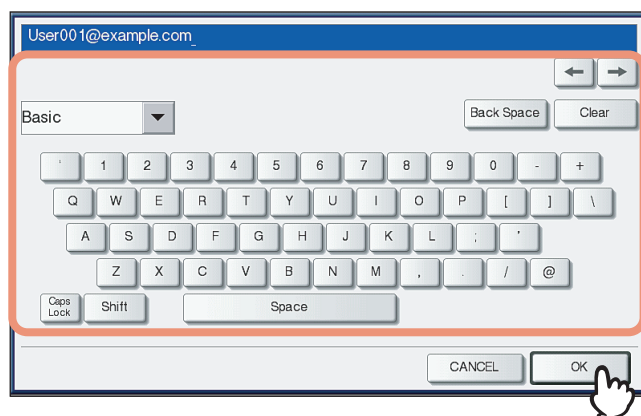 User001@example.com_
← →
Basic Back Space Clear
` 1 2 3 4 5 6 7 8 9 0 - +
Q W E R T Y U I O P [ ] \
A S D F G H J K L ; '
Z X C V B N M , . / @
Caps Lock Shift Space
CANCEL OK